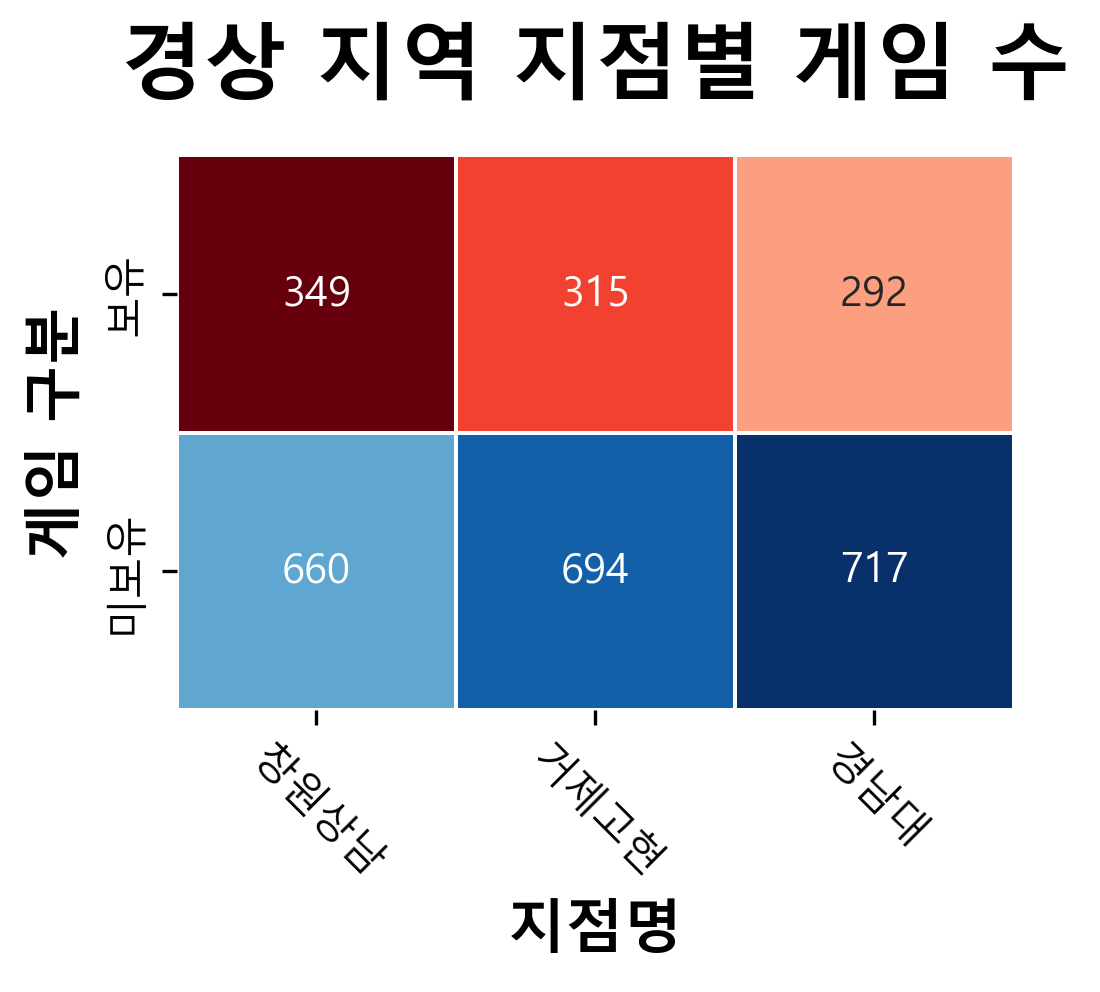 경상 지역 지점별 게임 수
게임 구분
보유
349 315 292
미보유
660 694 717
창원상남 거제고현 경남대
지점명